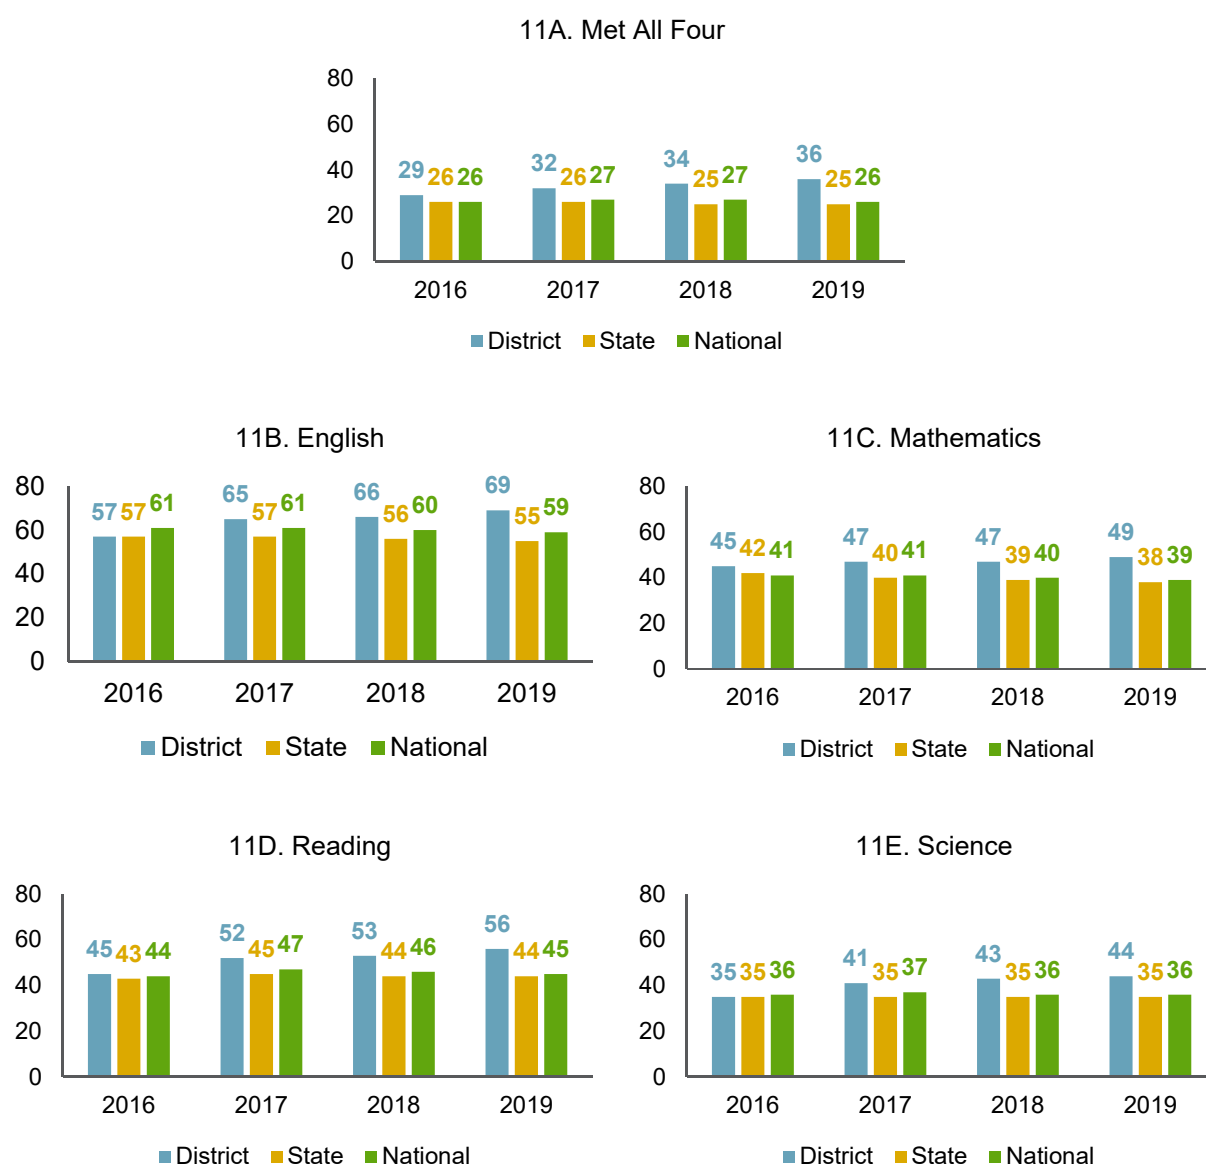 11A. Met All Four
80
60
40
20
0
29 26 26 32 26 27 34 25 27 36 25 26
2016 2017 2018 2019
District State National
11B. English
80
60
40
20
0
57 57 61 65 57 61 66 56 60 69 55 59
2016 2017 2018 2019
District State National
11C. Mathematics
80
60
40
20
0
45 42 41 47 40 41 47 39 40 49 38 39
2016 2017 2018 2019
District State National
11D. Reading
80
60
40
20
0
45 43 44 52 45 47 53 44 46 56 44 45
2016 2017 2018 2019
District State National
11E. Science
80
60
40
20
0
35 35 36 41 35 37 43 35 36 44 35 36
2016 2017 2018 2019
District State National